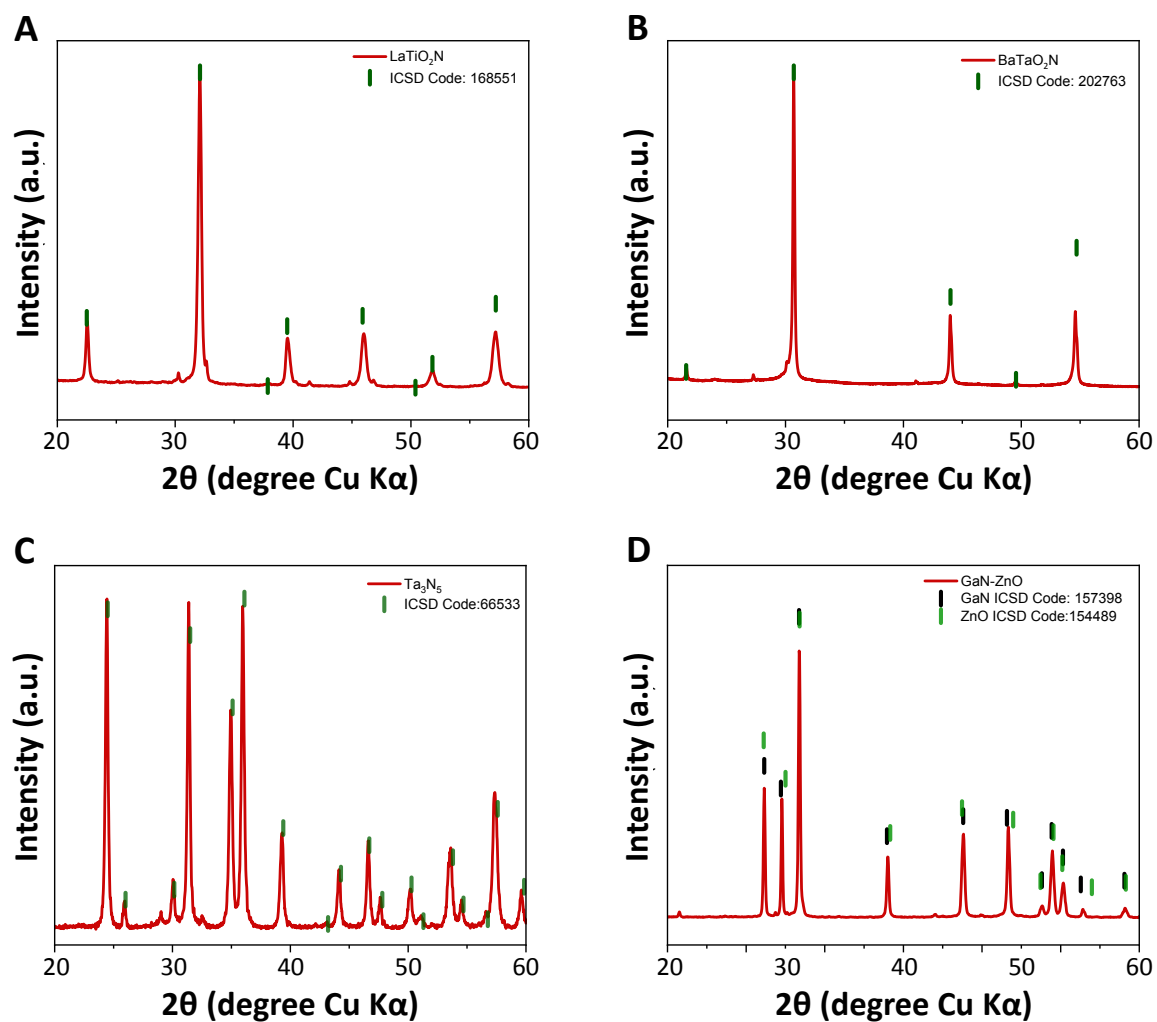 A
LaTiO₂N
ICSD Code: 168551
Intensity (a.u.)
20 30 40 50 60
2θ (degree Cu Kα)
B
BaTaO₂N
ICSD Code: 202763
Intensity (a.u.)
20 30 40 50 60
2θ (degree Cu Kα)
C
Ta₃N₅
ICSD Code:66533
Intensity (a.u.)
20 30 40 50 60
2θ (degree Cu Kα)
D
GaN-ZnO
GaN ICSD Code: 157398
ZnO ICSD Code:154489
Intensity (a.u.)
20 30 40 50 60
2θ (degree Cu Kα)